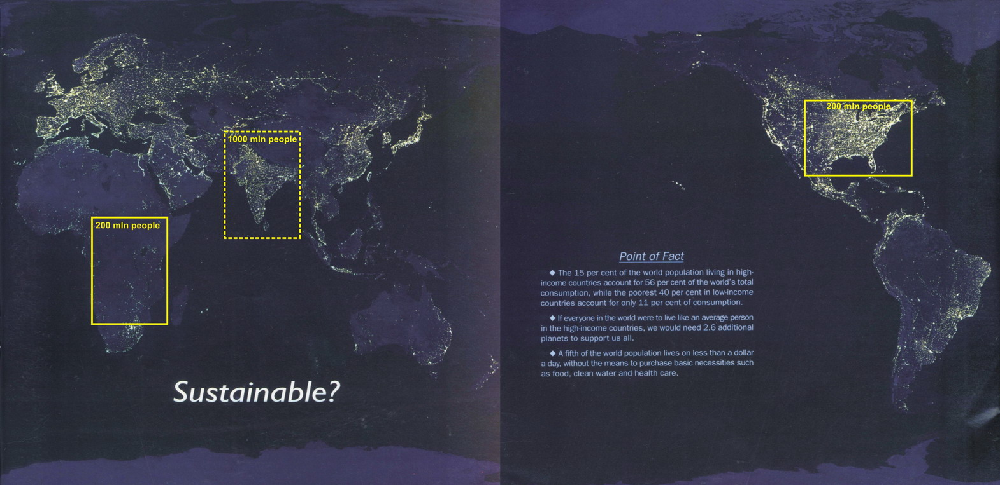 1000 mln people
200 mln people
200 mln people
Sustainable?
Point of Fact
◆ The 15 per cent of the world population living in high-
income countries account for 56 per cent of the world's total
consumption, while the poorest 40 per cent in low-income
countries account for only 11 per cent of consumption.
◆ If everyone in the world were to live like an average person
in the high-income countries, we would need 2.6 additional
planets to support us all.
◆ A fifth of the world population lives on less than a dollar
a day, without the means to purchase basic necessities such
as food, clean water and health care.